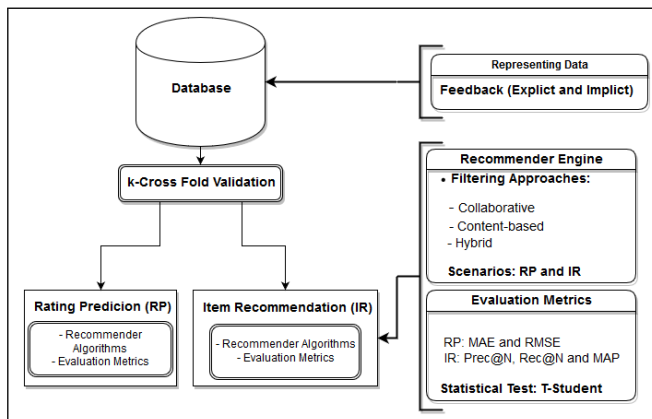 Database
Representing Data
Feedback (Explict and Implict)
k-Cross Fold Validation
Recommender Engine
• Filtering Approaches:
- Collaborative
- Content-based
- Hybrid
Scenarios: RP and IR
Rating Predicion (RP)
- Recommender
Algorithms
- Evaluation Metrics
Item Recommendation (IR)
- Recommender Algorithms
- Evaluation Metrics
Evaluation Metrics
RP: MAE and RMSE
IR: Prec@N, Rec@N and MAP
Statistical Test: T-Student